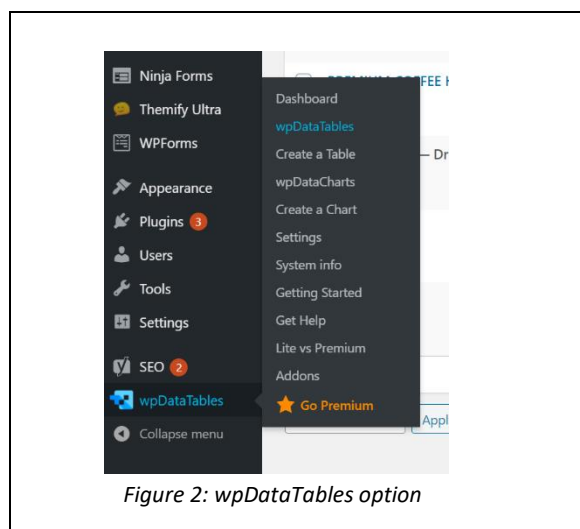 Ninja Forms
Themify Ultra
WPForms
Appearance
Plugins 3
Users
Tools
Settings
SEO 2
wpDataTables
Collapse menu
Dashboard
wpDataTables
Create a Table
wpDataCharts
Create a Chart
Settings
System info
Getting Started
Get Help
Lite vs Premium
Addons
Go Premium
— Dr
Appl
Figure 2: wpDataTables option